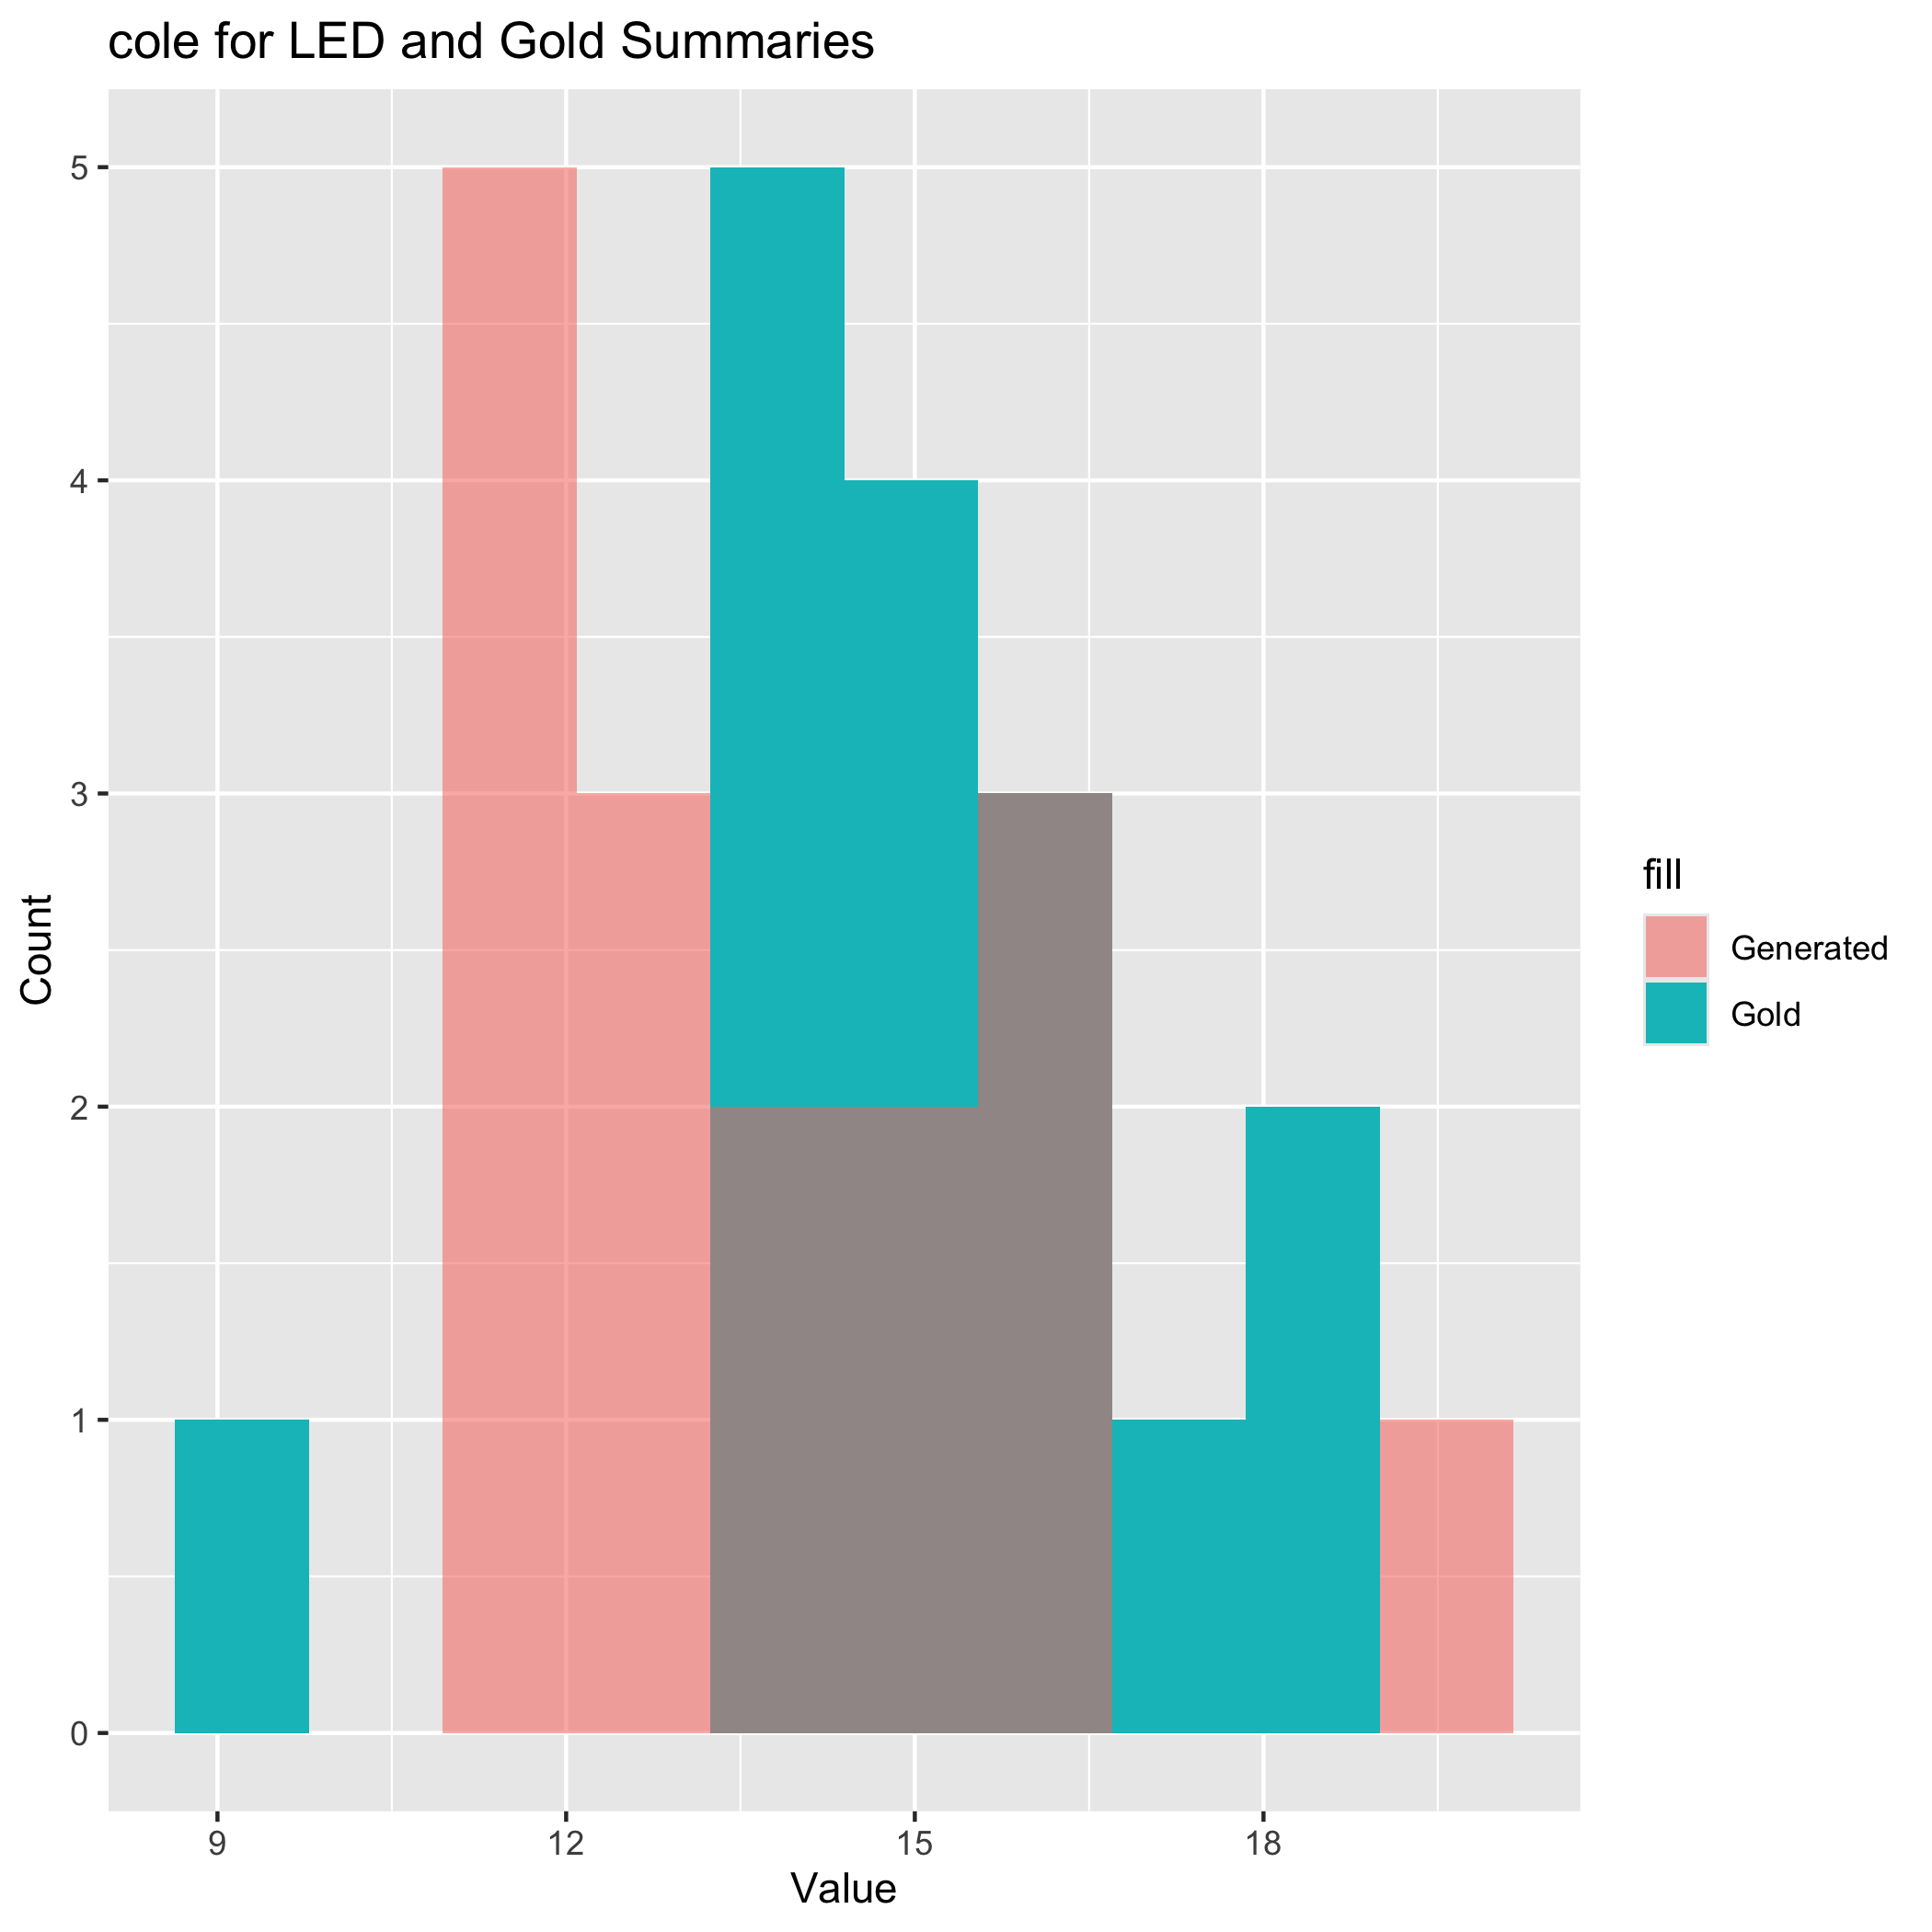 cole for LED and Gold Summaries
5
4
3
2
1
0
Count
9 12 15 18
Value
fill
Generated
Gold